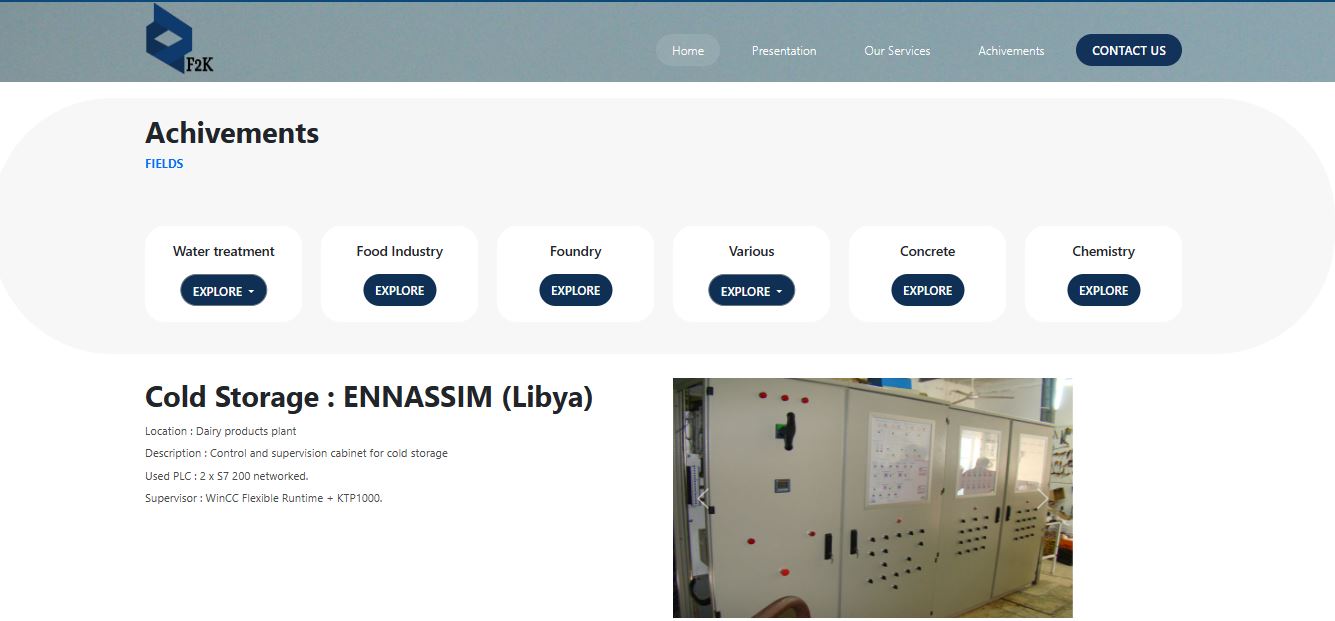 F2K
Home
Presentation
Our Services
Achivements
CONTACT US
Achivements
FIELDS
Water treatment
Food Industry
Foundry
Various
Concrete
Chemistry
EXPLORE
EXPLORE
EXPLORE
EXPLORE
EXPLORE
EXPLORE
Cold Storage : ENNASSIM (Libya)
Location : Dairy products plant
Description : Control and supervision cabinet for cold storage
Used PLC : 2 x S7 200 networked.
Supervisor : WinCC Flexible Runtime + KTP1000.